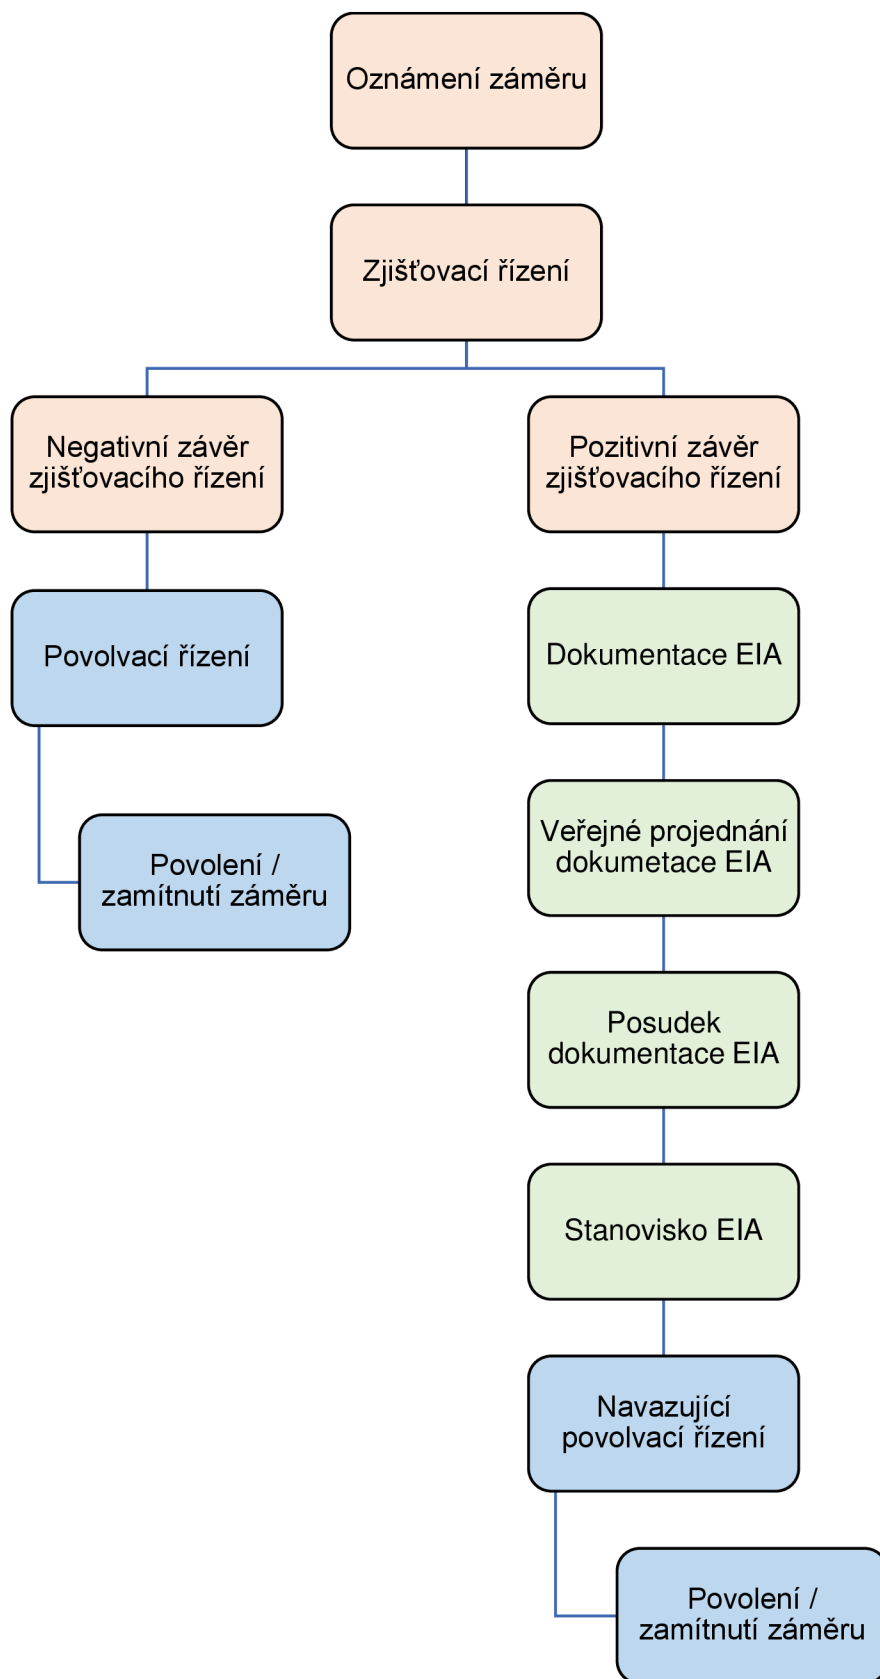 Oznámení záměru
Zjišťovací řízení
Negativní závěr
zjišťovacího řízení
Povolvací řízení
Povolení /
zamítnutí záměru
Pozitivní závěr
zjišťovacího řízení
Dokumentace EIA
Veřejné projednání
dokumetace EIA
Posudek
dokumentace EIA
Stanovisko EIA
Navazující
povolvací řízení
Povolení /
zamítnutí záměru